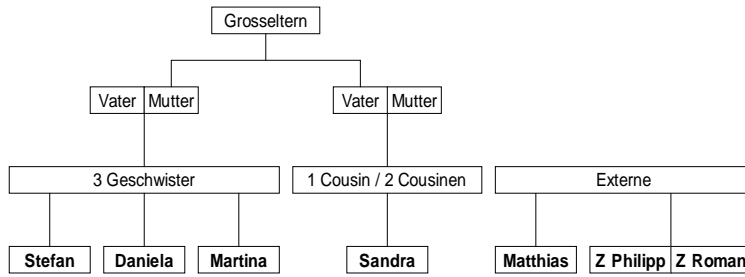 Grosseltern
Vater Mutter Vater Mutter
3 Geschwister 1 Cousin / 2 Cousinen Externe
Stefan Daniela Martina Sandra Matthias Z Philipp Z Roman